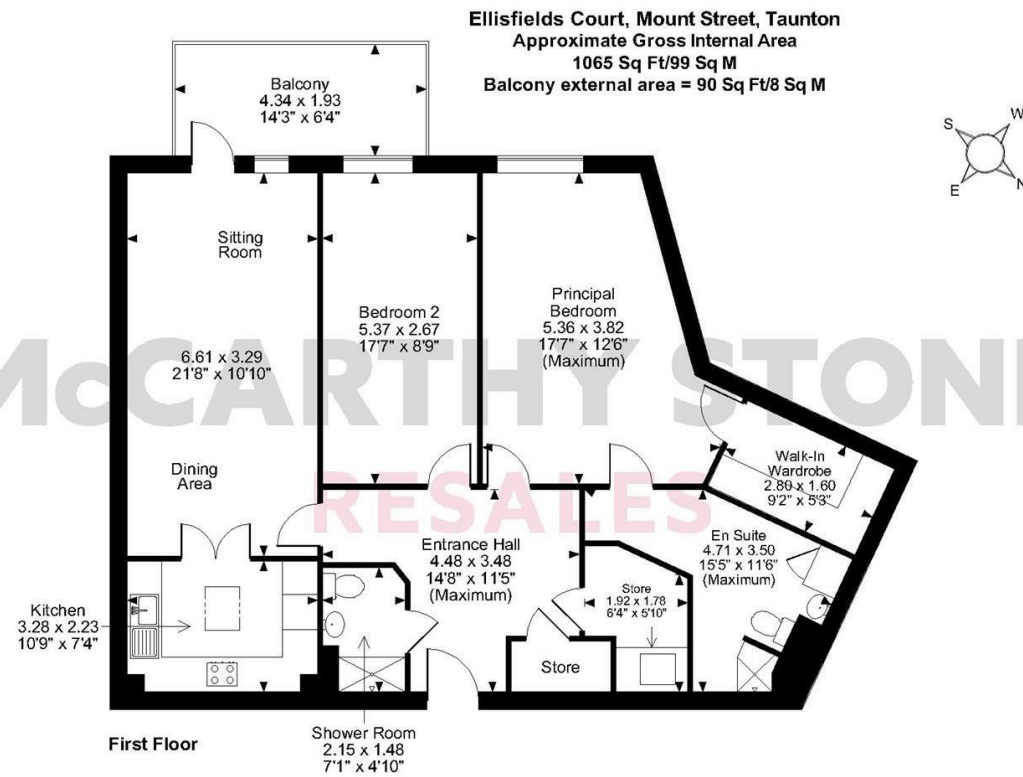 Ellisfields Court, Mount Street, Taunton
Approximate Gross Internal Area
1065 Sq Ft/99 Sq M
Balcony external area = 90 Sq Ft/8 Sq M
Balcony
4.34 x 1.93
14'3" x 6'4"
S
W
E
N
Sitting
Room
6.61 x 3.29
21'8" x 10'10"
Dining
Area
Bedroom 2
5.37 x 2.67
17'7" x 8'9"
Principal
Bedroom
5.36 x 3.82
17'7" x 12'6"
(Maximum)
McCARTHY STONE
RESALES
Walk-In
Wardrobe
2.80 x 1.60
9'2" x 5'3"
En Suite
4.71 x 3.50
15'5" x 11'6"
(Maximum)
Entrance Hall
4.48 x 3.48
14'8" x 11'5"
(Maximum)
Store
1.92 x 1.78
6'4" x 5'10"
Store
Kitchen
3.28 x 2.23
10'9" x 7'4"
Shower Room
2.15 x 1.48
7'1" x 4'10"
First Floor